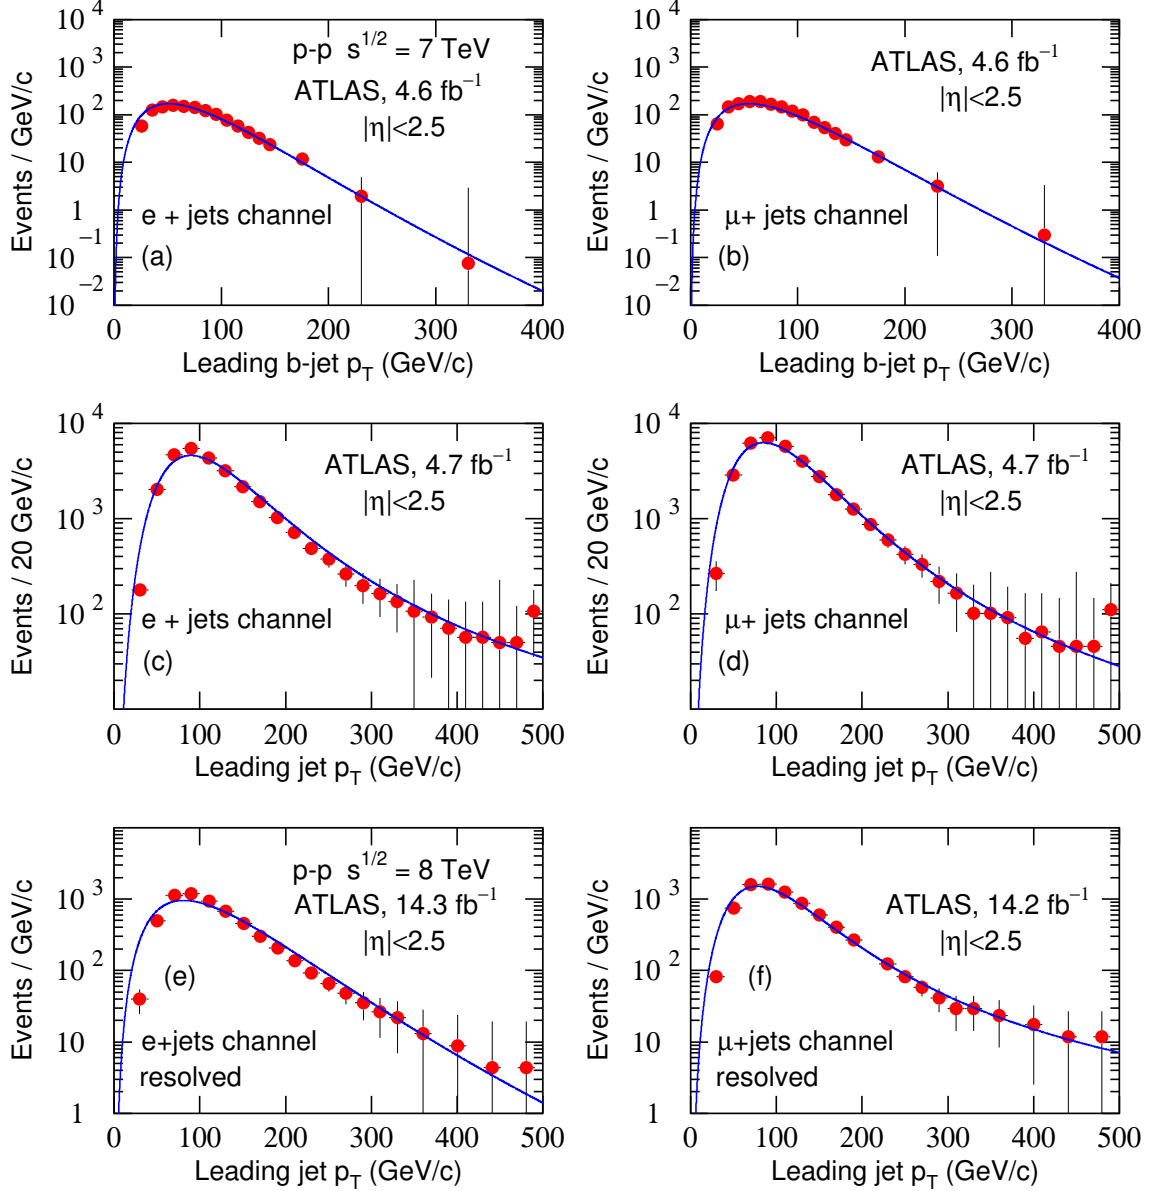 10 4
10 3
10 2
10
1
10 −1
10 −2
Events / GeV/c
p-p s1/2 = 7 TeV
ATLAS, 4.6 fb−1
|η|<2.5
e + jets channel
(a)
0 100 200 300 400
Leading b-jet pT (GeV/c)
10 4
10 3
10 2
10
1
10 −1
10 −2
Events / GeV/c
ATLAS, 4.6 fb−1
|η|<2.5
μ+ jets channel
(b)
0 100 200 300 400
Leading b-jet pT (GeV/c)
10 4
10 3
10 2
Events / 20 GeV/c
ATLAS, 4.7 fb−1
|η|<2.5
e + jets channel
(c)
0 100 200 300 400 500
Leading jet pT (GeV/c)
10 4
10 3
10 2
Events / 20 GeV/c
ATLAS, 4.7 fb−1
|η|<2.5
μ+ jets channel
(d)
0 100 200 300 400 500
Leading jet pT (GeV/c)
10 3
10 2
10
1
Events / GeV/c
p-p s1/2 = 8 TeV
ATLAS, 14.3 fb−1
|η|<2.5
(e)
e+jets channel
resolved
0 100 200 300 400 500
Leading jet pT (GeV/c)
10 3
10 2
10
1
Events / GeV/c
ATLAS, 14.2 fb−1
|η|<2.5
(f)
μ+jets channel
resolved
0 100 200 300 400 500
Leading jet pT (GeV/c)